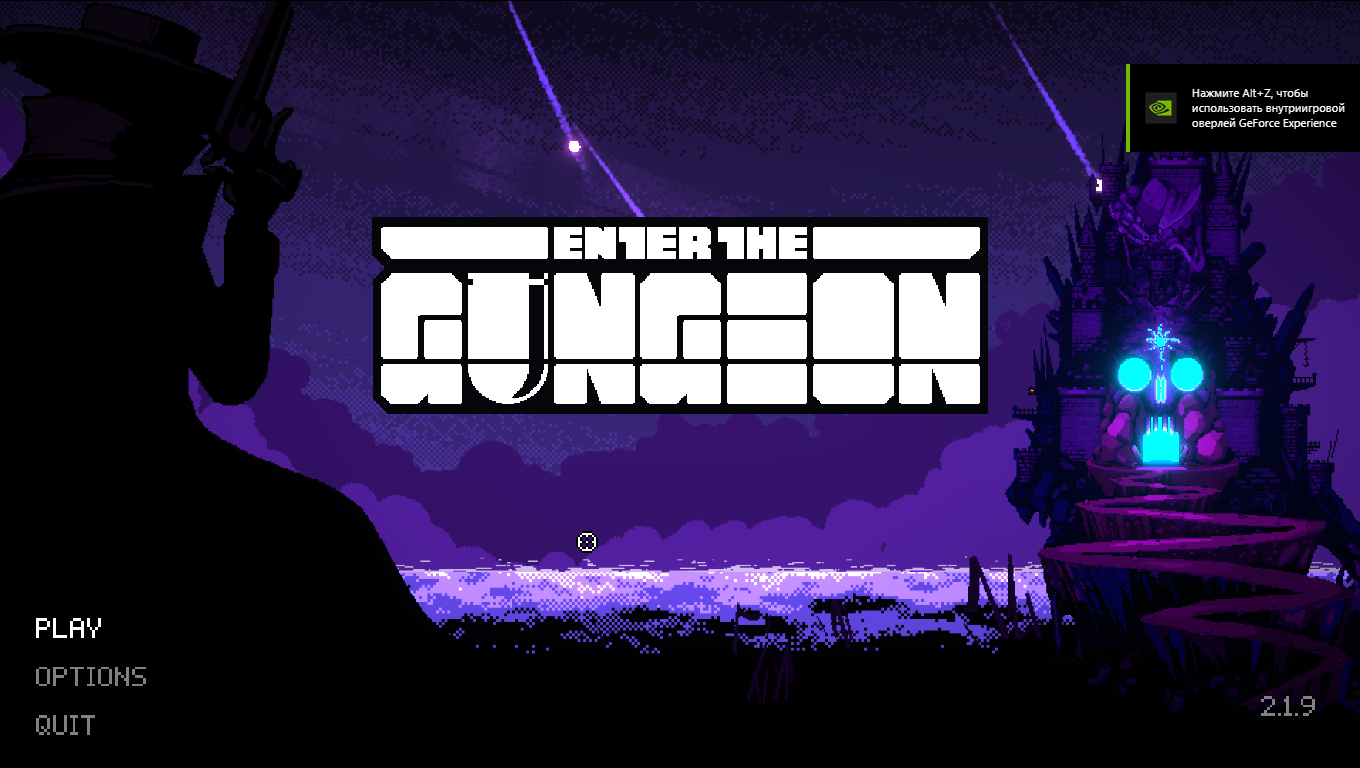 Нажмите Alt+Z, чтобы
использовать внутриигровой
оверлей GeForce Experience
ENTER THE
GUNGEON
PLAY
OPTIONS
QUIT
2.1.9